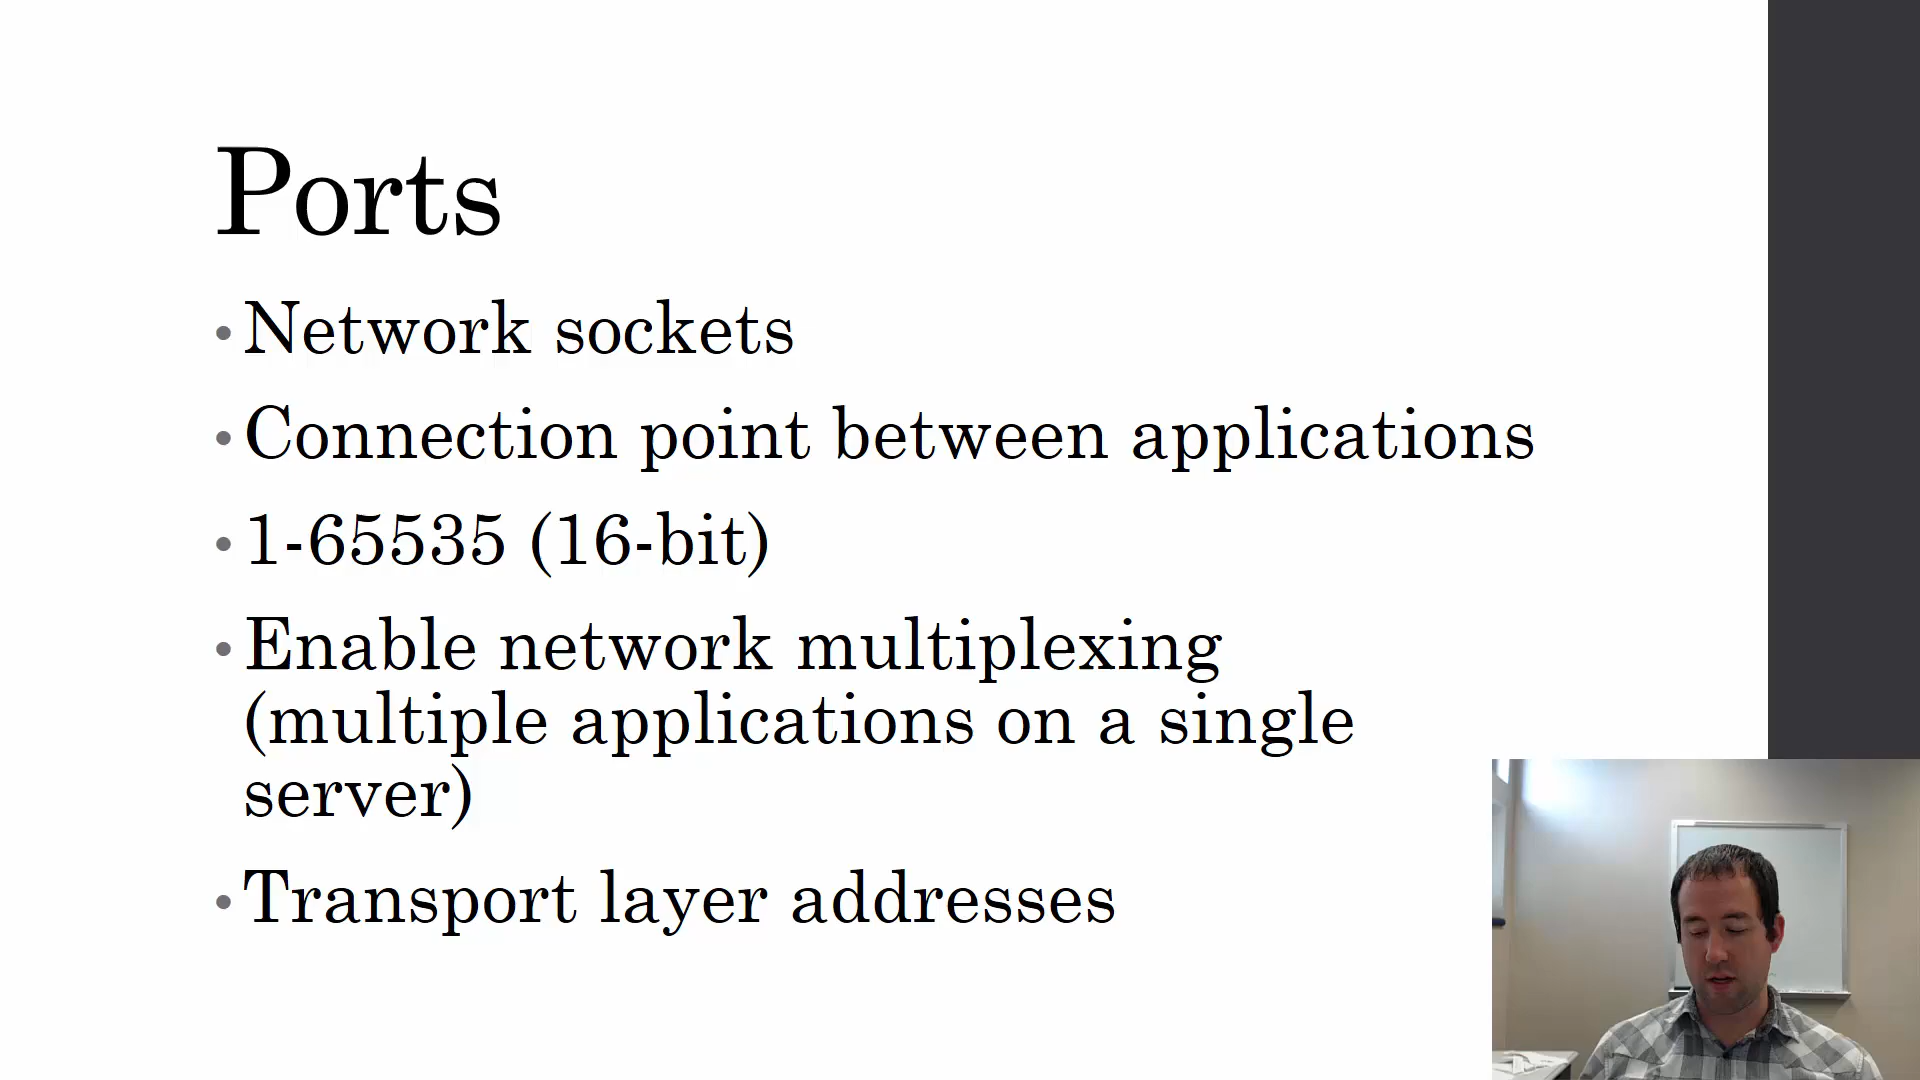 Ports
• Network sockets
• Connection point between applications
• 1-65535 (16-bit)
• Enable network multiplexing
(multiple applications on a single
server)
• Transport layer addresses